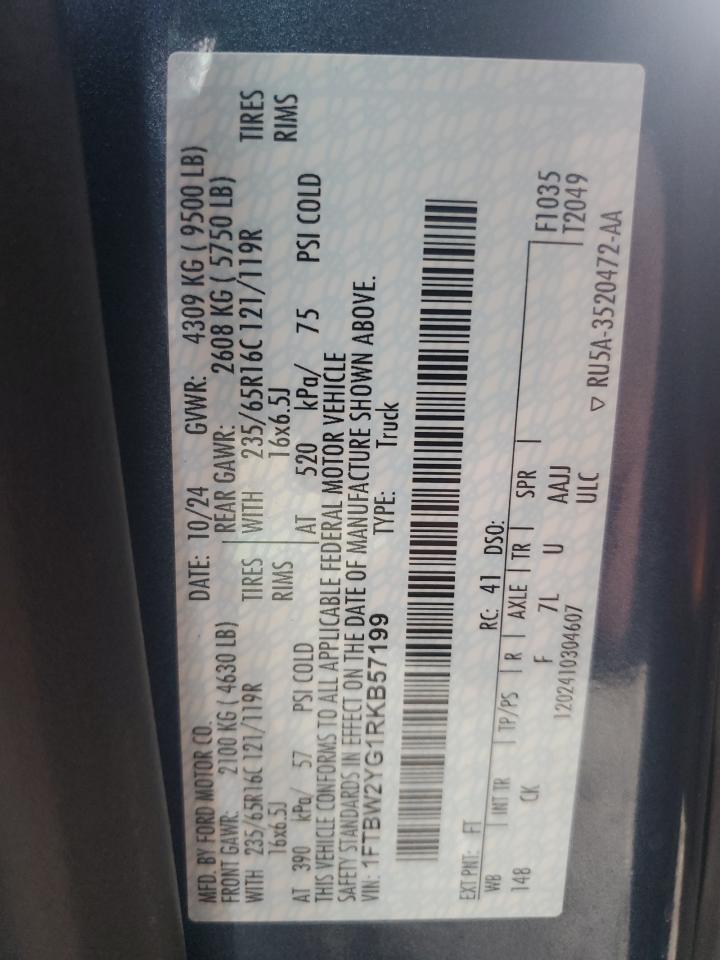 MFD. BY FORD MOTOR CO. DATE: 10/24 GVWR: 4309 KG ( 9500 LB)
FRONT GAWR: 2100 KG ( 4630 LB) REAR GAWR: 2608 KG ( 5750 LB)
WITH 235/65R16C 121/119R TIRES WITH 235/65R16C 121/119R TIRES
16x6.5J RIMS 16x6.5J RIMS
AT 390 kPa/ 57 PSI COLD AT 520 kPa/ 75 PSI COLD
THIS VEHICLE CONFORMS TO ALL APPLICABLE FEDERAL MOTOR VEHICLE
SAFETY STANDARDS IN EFFECT ON THE DATE OF MANUFACTURE SHOWN ABOVE.
VIN: 1FTBW2YG1RKB57199 TYPE: Truck
EXT PNT: FT RC: 41 DSO:
WB INT TR TP/PS R AXLE TR SPR F1035
148 CK F 7L U AAJJ T2049
ULC
1202410304607 ▽ RU5A-3520472-AA